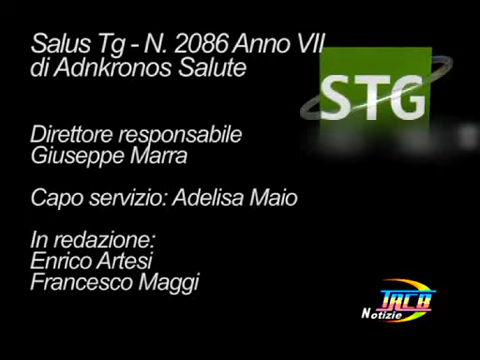 Salus Tg - N. 2086 Anno VII
di Adnkronos Salute
STG
Direttore responsabile
Giuseppe Marra
Capo servizio: Adelisa Maio
In redazione:
Enrico Artesi
Francesco Maggi
TRCB
Notizie